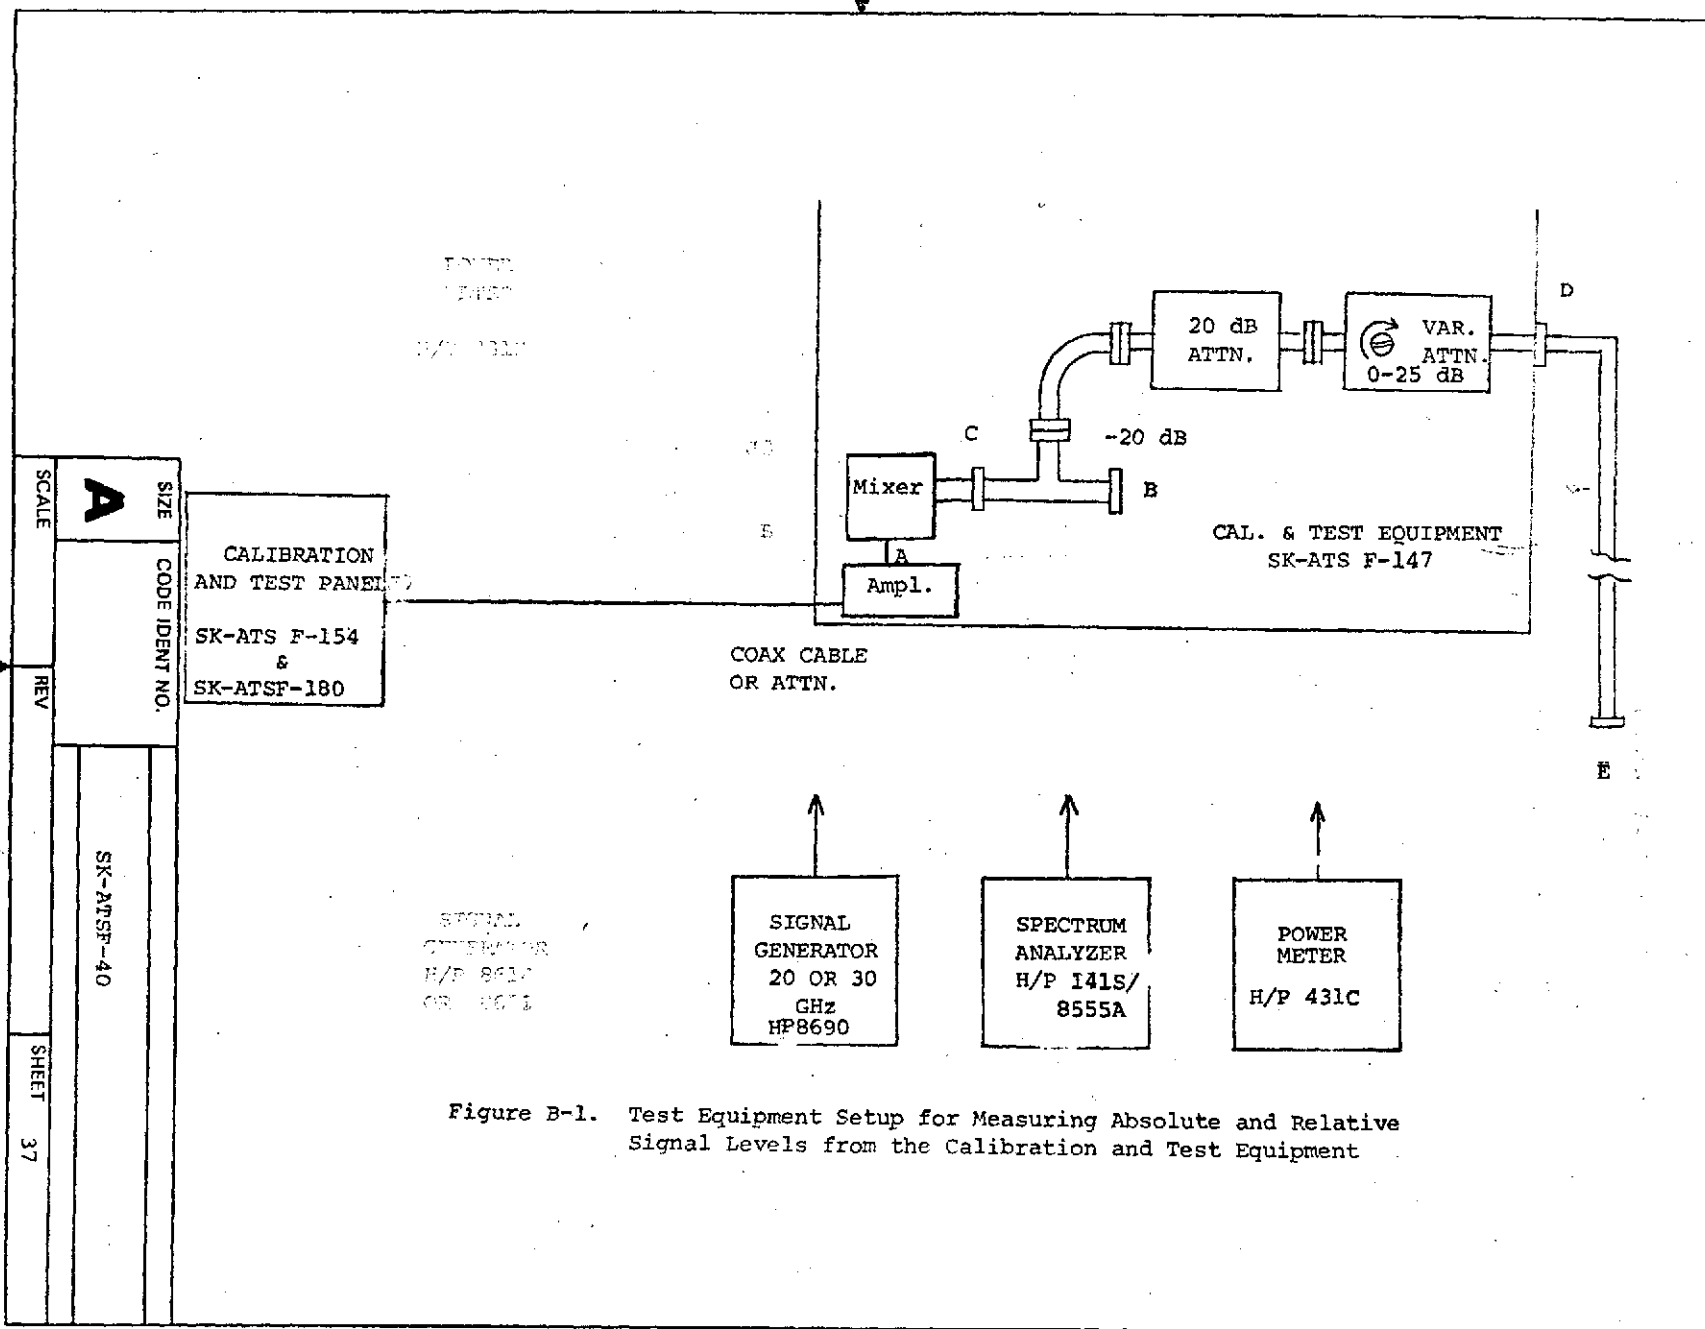 D
20 dB
ATTN.
VAR.
ATTN.
0-25 dB
C
-20 dB
Mixer
B
A
Ampl.
CAL. & TEST EQUIPMENT
SK-ATS F-147
CALIBRATION
AND TEST PANEL
SK-ATS F-154
&
SK-ATSF-180
COAX CABLE
OR ATTN.
E
SIGNAL
GENERATOR
20 OR 30
GHz
HP8690
SPECTRUM
ANALYZER
H/P 141S/
8555A
POWER
METER
H/P 431C
SIGNAL
GENERATOR
Figure B-1. Test Equipment Setup for Measuring Absolute and Relative
Signal Levels from the Calibration and Test Equipment
SIZE
A
CODE IDENT NO.
SK-ATSF-40
SCALE
REV
SHEET 37